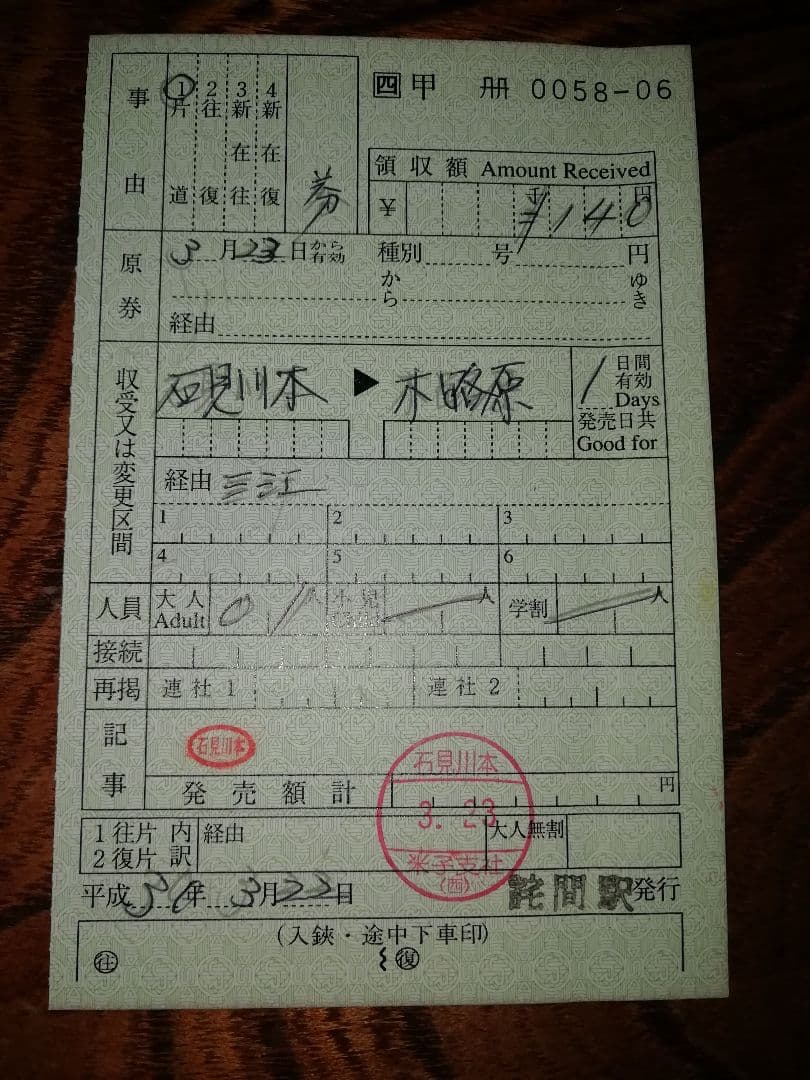 事由
1片道
2往復
3新在往
4新在復
券
四 甲 册 0058-06
領収額 Amount Received
¥ 千 円
¥140
原券
3月23日から有効 種別 号 円
から ゆき
経由
収受又は変更区間
石見川本 ▶ 木路原
1日間有効 Days
発売日共 Good for
経由 三江
1 2 3
4 5 6
人員 大人 Adult 01人 小児 人 学割 人
接続
再掲 連社1 連社2
記事
石見川本
発売額計 円
石見川本
3. 23
米子支社
(西)
1往片 内訳 経由 大人無割
2復片
平成30年3月22日 詫間駅発行
(入鋏・途中下車印)
往 復